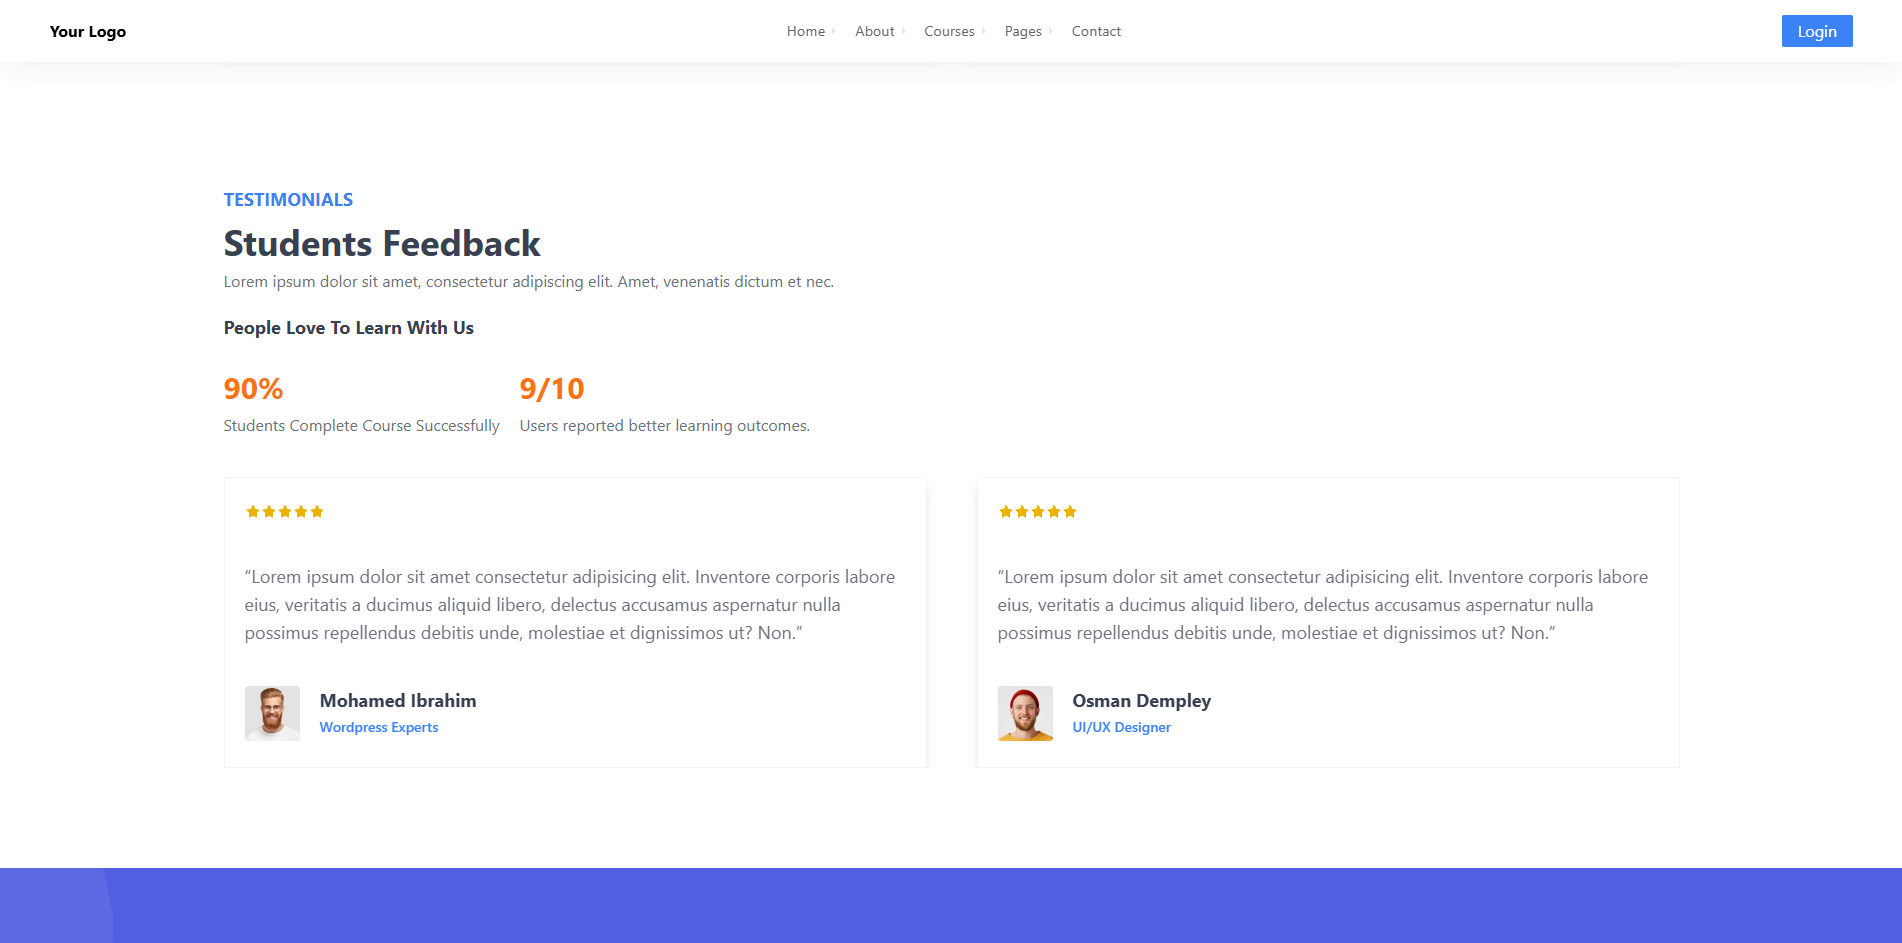 Your Logo
Home
About
Courses
Pages
Contact
Login
TESTIMONIALS
Students Feedback
Lorem ipsum dolor sit amet, consectetur adipiscing elit. Amet, venenatis dictum et nec.
People Love To Learn With Us
90%
Students Complete Course Successfully
9/10
Users reported better learning outcomes.
“Lorem ipsum dolor sit amet consectetur adipisicing elit. Inventore corporis labore
eius, veritatis a ducimus aliquid libero, delectus accusamus aspernatur nulla
possimus repellendus debitis unde, molestiae et dignissimos ut? Non.”
Mohamed Ibrahim
Wordpress Experts
“Lorem ipsum dolor sit amet consectetur adipisicing elit. Inventore corporis labore
eius, veritatis a ducimus aliquid libero, delectus accusamus aspernatur nulla
possimus repellendus debitis unde, molestiae et dignissimos ut? Non.”
Osman Dempley
UI/UX Designer